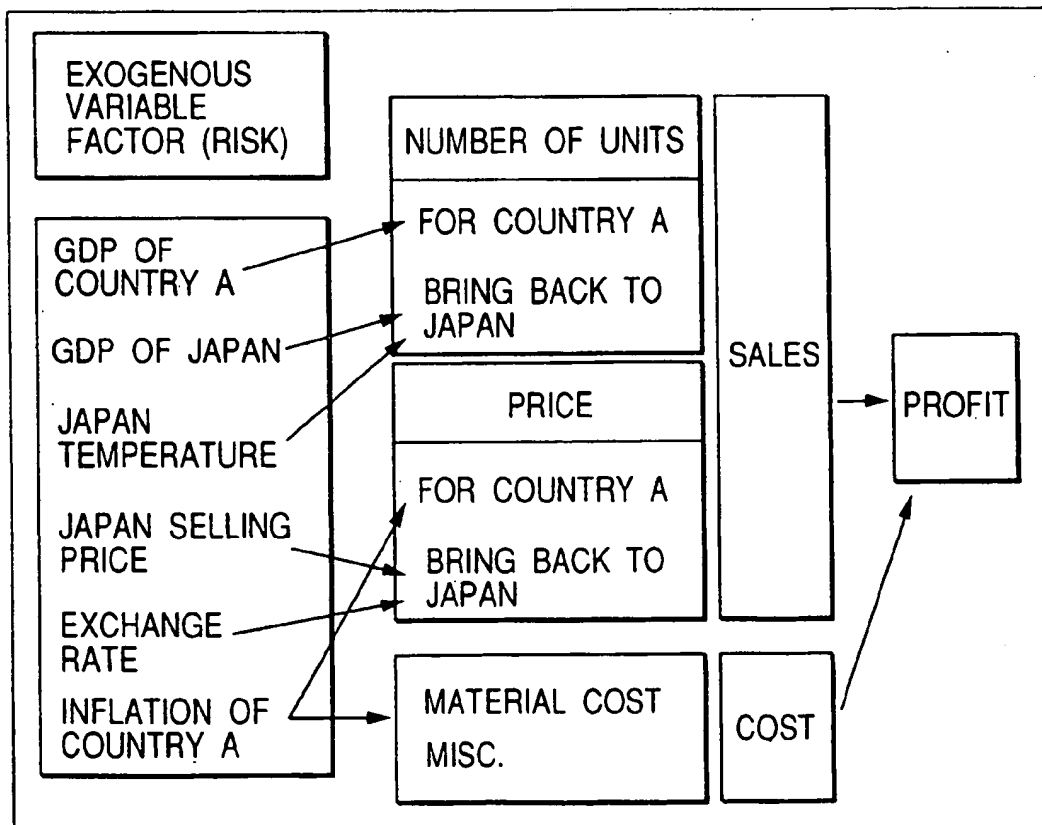 EXOGENOUS
VARIABLE
FACTOR (RISK)
GDP OF
COUNTRY A
GDP OF JAPAN
JAPAN
TEMPERATURE
JAPAN SELLING
PRICE
EXCHANGE
RATE
INFLATION OF
COUNTRY A
NUMBER OF UNITS
FOR COUNTRY A
BRING BACK TO
JAPAN
PRICE
FOR COUNTRY A
BRING BACK TO
JAPAN
MATERIAL COST
MISC.
SALES
COST
PROFIT